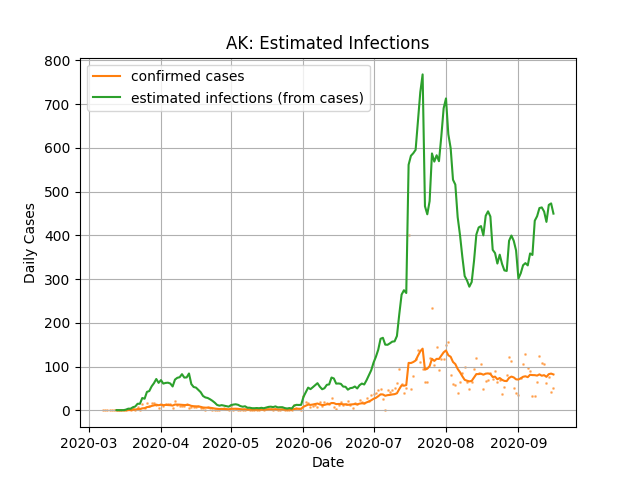 AK: Estimated Infections
confirmed cases
estimated infections (from cases)
800
700
600
500
400
300
200
100
0
Daily Cases
2020-03 2020-04 2020-05 2020-06 2020-07 2020-08 2020-09
Date